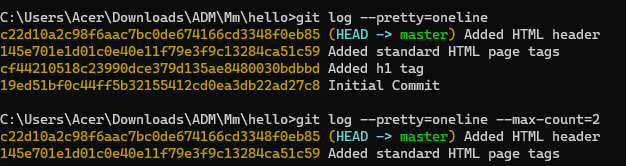 C:\Users\Acer\Downloads\ADM\Mm\hello>git log --pretty=oneline
c22d10a2c98f6aac7bc0de674166cd3348f0eb85 (HEAD -> master) Added HTML header
145e701e1d01c0e40e11f79e3f9c13284ca51c59 Added standard HTML page tags
cf44210518c23990dce379d135ae8480030bdbbd Added h1 tag
19ed51bf0c44ff5b32155412cd0ea3db22ad27c8 Initial Commit
C:\Users\Acer\Downloads\ADM\Mm\hello>git log --pretty=oneline --max-count=2
c22d10a2c98f6aac7bc0de674166cd3348f0eb85 (HEAD -> master) Added HTML header
145e701e1d01c0e40e11f79e3f9c13284ca51c59 Added standard HTML page tags